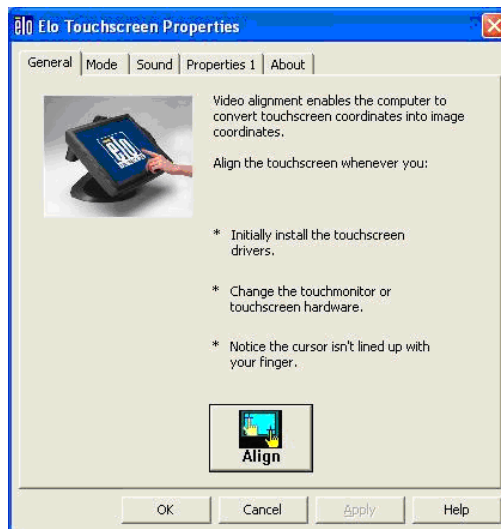 elo Elo Touchscreen Properties
General Mode Sound Properties 1 About
Video alignment enables the computer to
convert touchscreen coordinates into image
coordinates.
Align the touchscreen whenever you:
* Initially install the touchscreen
drivers.
* Change the touchmonitor or
touchscreen hardware.
* Notice the cursor isn't lined up with
your finger.
elo
Align
OK Cancel Apply Help